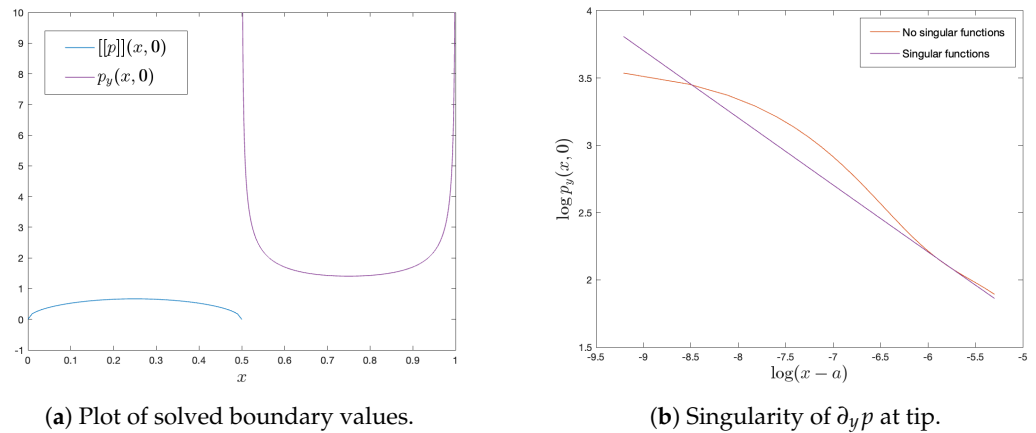 10
9
8
7
6
5
4
3
2
1
0
-1
0 0.1 0.2 0.3 0.4 0.5 0.6 0.7 0.8 0.9 1
x
[[p]](x, 0)
p_y(x, 0)
(a) Plot of solved boundary values.
4
3.5
3
2.5
2
1.5
log p_y(x, 0)
-9.5 -9 -8.5 -8 -7.5 -7 -6.5 -6 -5.5 -5
log(x − a)
No singular functions
Singular functions
(b) Singularity of ∂_y p at tip.